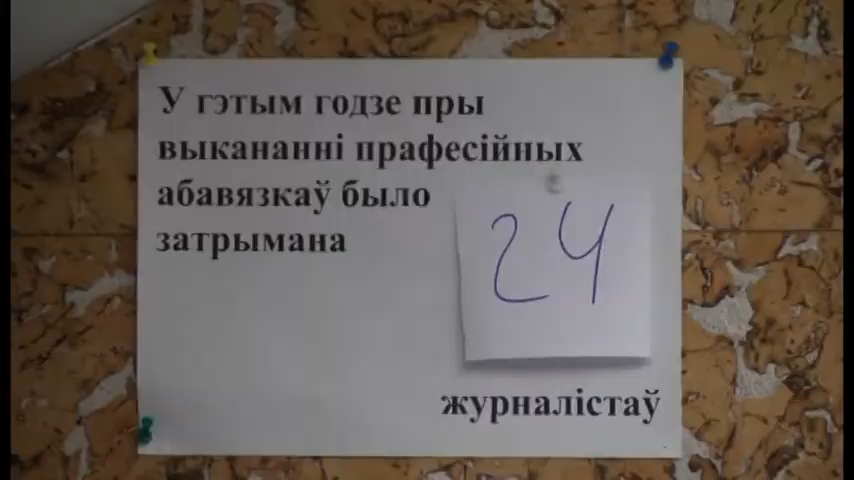 У гэтым годзе пры
выкананні прафесійных
абавязкаў было
затрымана
24
журналістаў